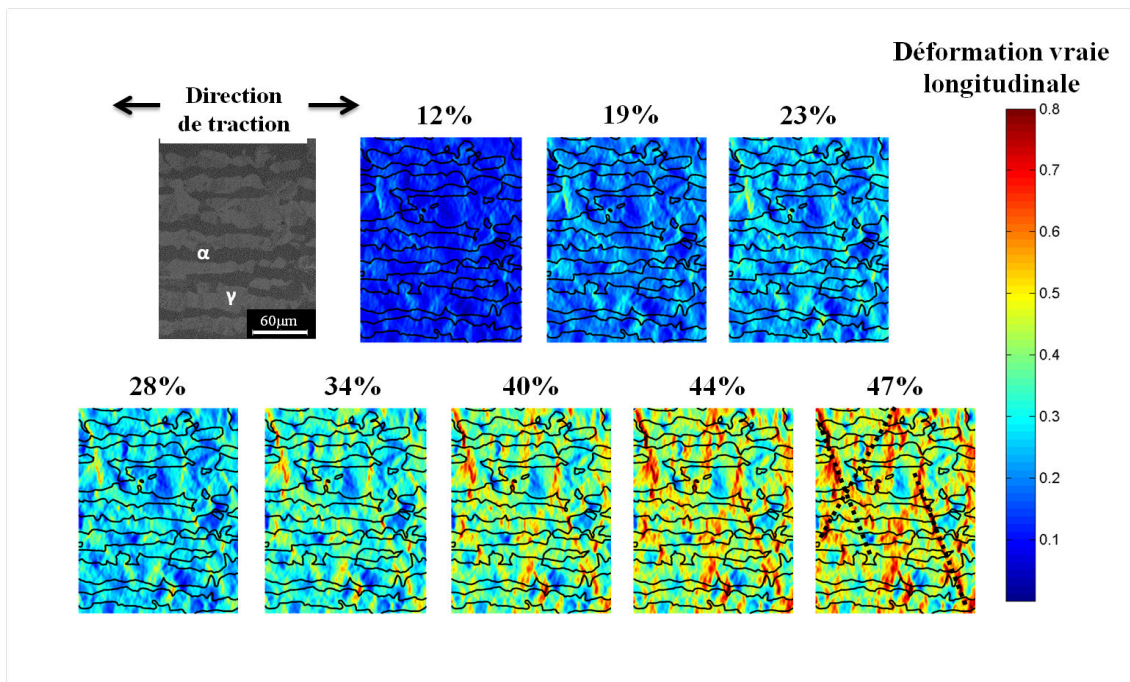 Déformation vraie
longitudinale
Direction
de traction
12%
19%
23%
α
γ
60µm
28%
34%
40%
44%
47%
0.8
0.7
0.6
0.5
0.4
0.3
0.2
0.1